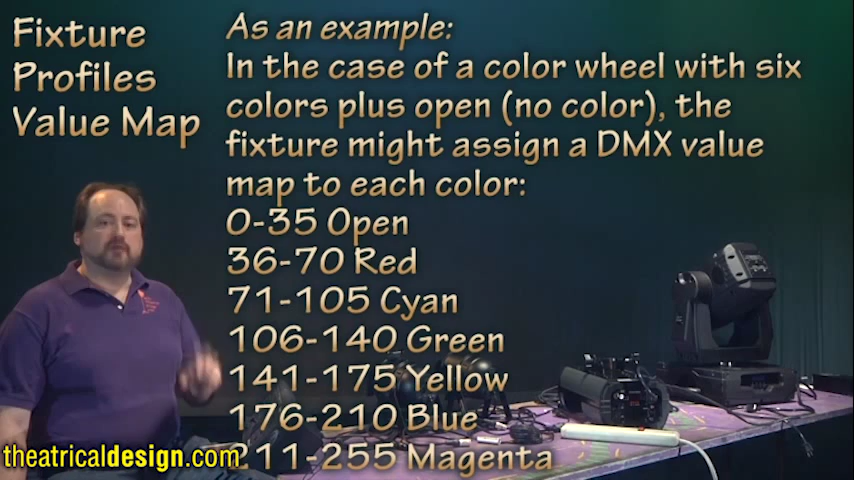 Fixture
Profiles
Value Map
As an example:
In the case of a color wheel with six
colors plus open (no color), the
fixture might assign a DMX value
map to each color:
0-35 Open
36-70 Red
71-105 Cyan
106-140 Green
141-175 Yellow
176-210 Blue
211-255 Magenta
theatricaldesign.com